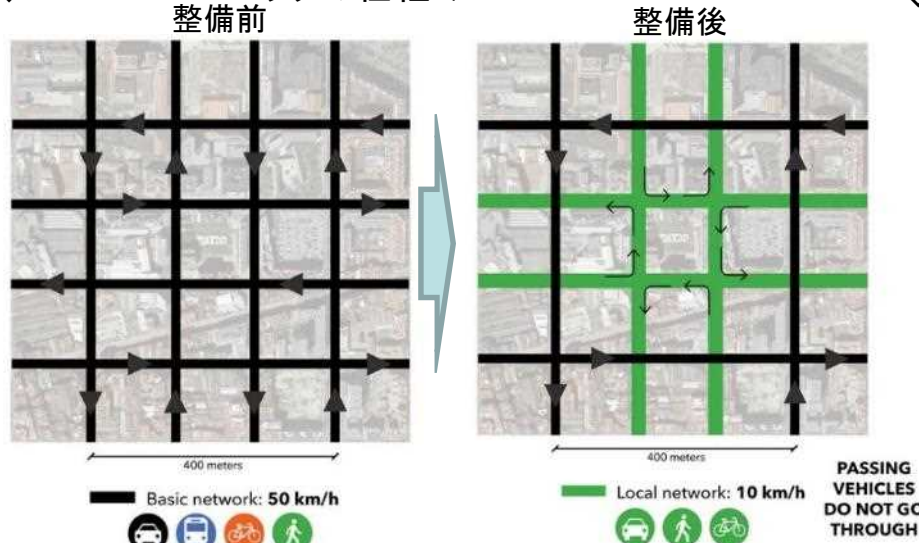 整備前
整備後
400 meters
400 meters
Basic network: 50 km/h
Local network: 10 km/h
PASSING
VEHICLES
DO NOT GO
THROUGH